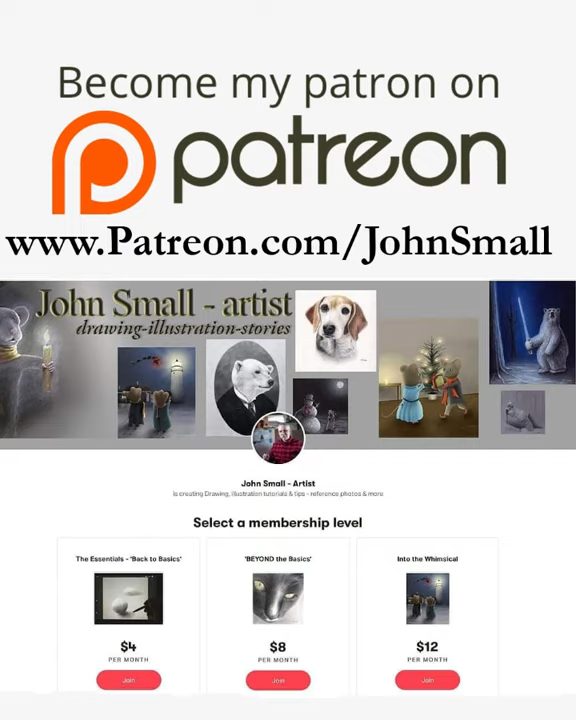 Become my patron on
patreon
www.Patreon.com/JohnSmall
John Small - artist
drawing-illustration-stories
John Small - Artist
is creating Drawing, illustration tutorials & tips - reference photos & more
Select a membership level
The Essentials - 'Back to Basics'
'BEYOND the Basics'
Into the Whimsical
$4
$8
$12
PER MONTH
PER MONTH
PER MONTH
Join
Join
Join